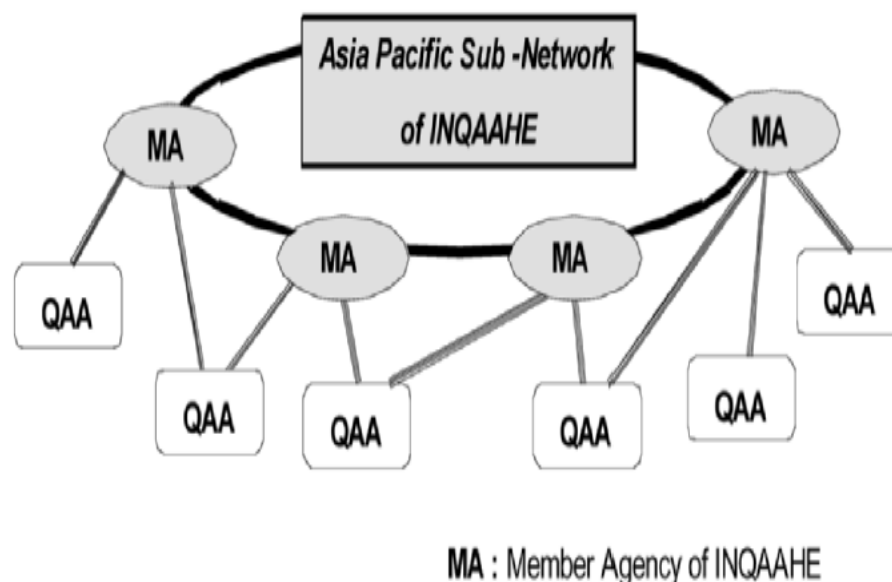 Asia Pacific Sub -Network
of INQAAHE
MA
MA
MA
MA
QAA
QAA
QAA
QAA
QAA
QAA
MA : Member Agency of INQAAHE